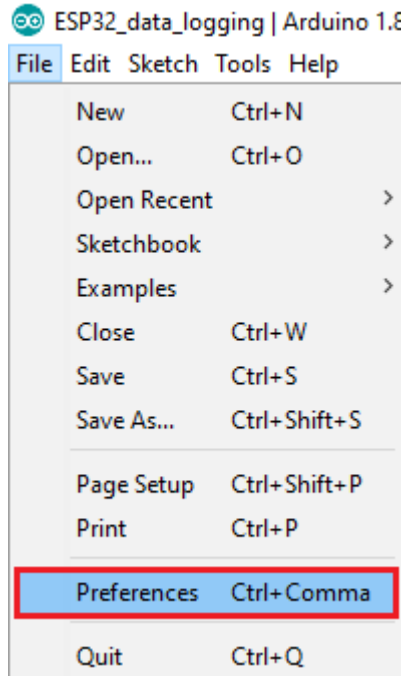 ESP32_data_logging | Arduino 1.8
File Edit Sketch Tools Help
New Ctrl+N
Open... Ctrl+O
Open Recent
Sketchbook
Examples
Close Ctrl+W
Save Ctrl+S
Save As... Ctrl+Shift+S
Page Setup Ctrl+Shift+P
Print Ctrl+P
Preferences Ctrl+Comma
Quit Ctrl+Q